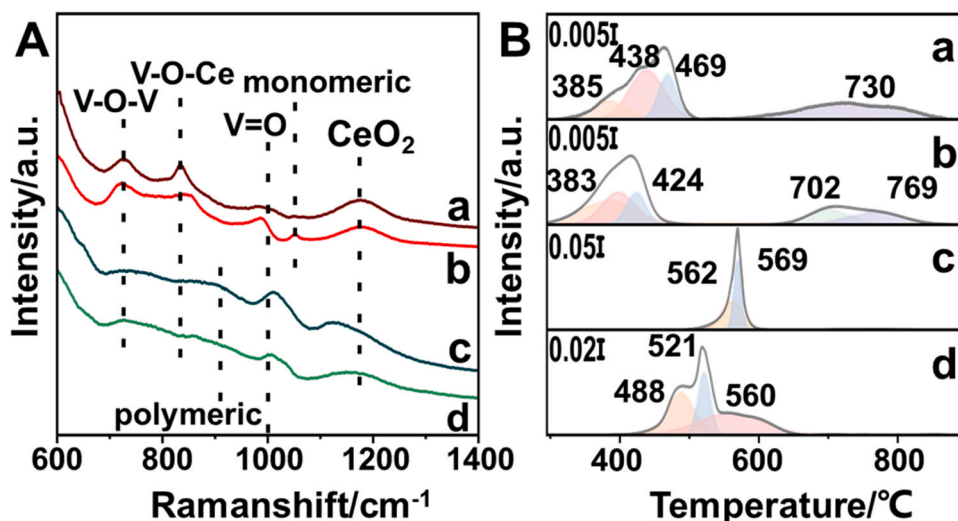 A
V-O-Ce
monomeric
V-O-V
V=O
CeO2
a
b
c
polymeric
d
Intensity/a.u.
600
800
1000
1200
1400
Ramanshift/cm-1
B
0.005I
a
438
385
469
730
0.005I
b
383
424
702
769
0.05I
c
562
569
0.02I
521
d
488
560
Intensity/a.u.
400
600
800
Temperature/℃